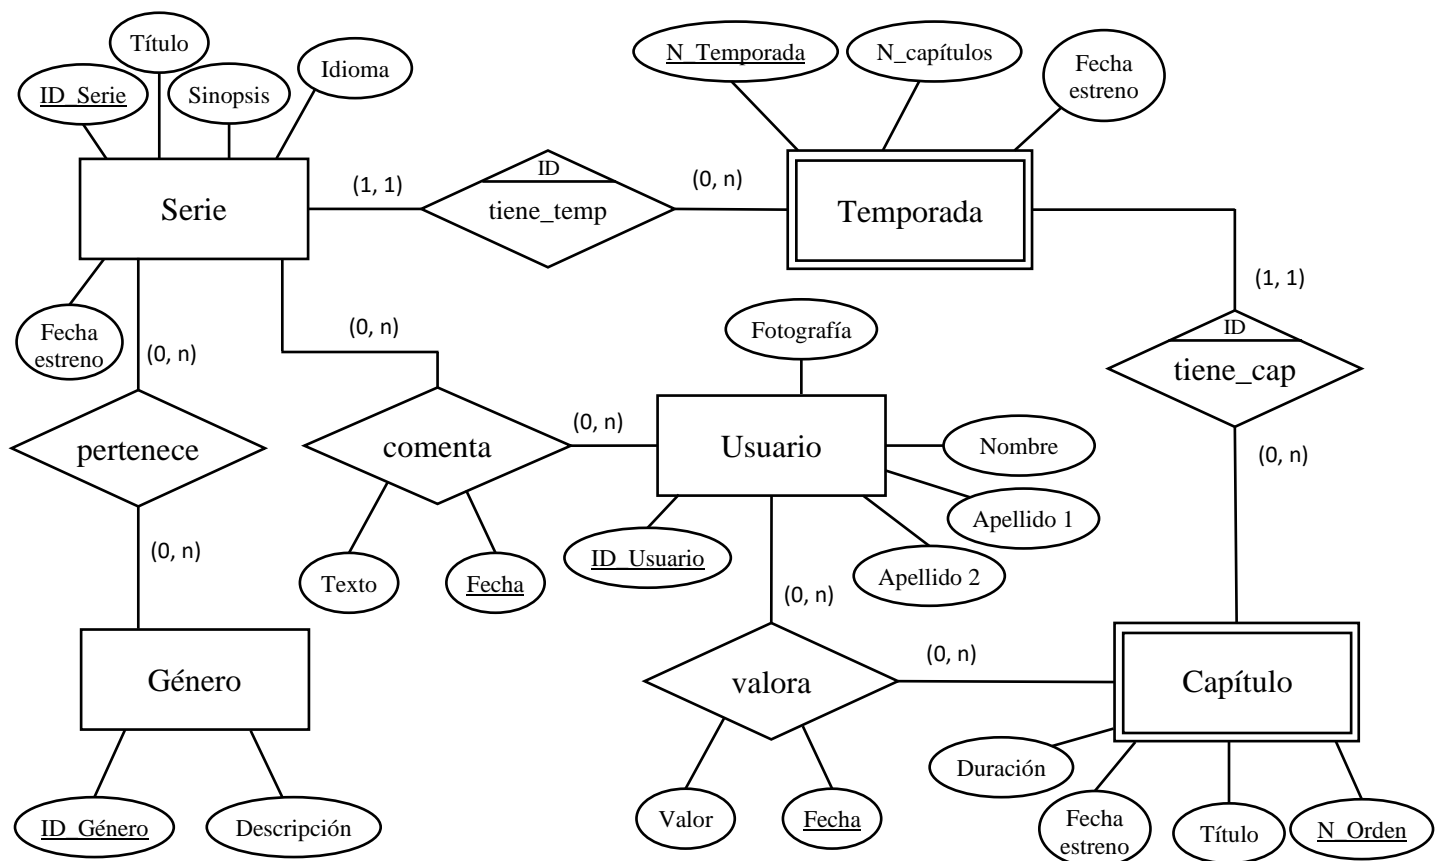 Título
ID_Serie
Sinopsis
Idioma
N_Temporada
N_capítulos
Fecha
estreno
Serie
(1, 1)
ID
tiene_temp
(0, n)
Temporada
Fecha
estreno
(0, n)
(0, n)
pertenece
(0, n)
comenta
(0, n)
Texto
Fecha
Fotografía
Usuario
Nombre
Apellido 1
Apellido 2
ID_Usuario
(1, 1)
ID
tiene_cap
(0, n)
Género
ID_Género
Descripción
(0, n)
valora
(0, n)
Valor
Fecha
Capítulo
Duración
Fecha
estreno
Título
N_Orden